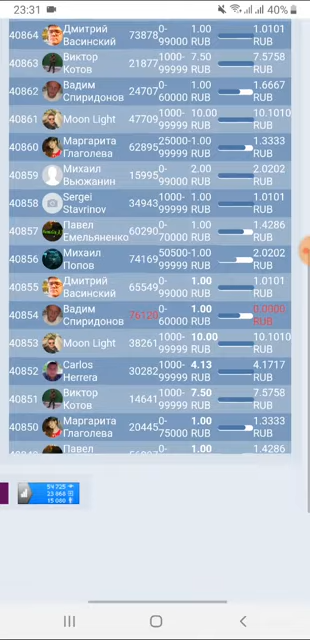 23:31 40%
40864 Дмитрий Васинский 73878 0-99000 1.00 RUB 1.0101 RUB
40863 Виктор Котов 21877 1000-99999 7.50 RUB 7.5758 RUB
40862 Вадим Спиридонов 24707 0-60000 1.00 RUB 1.6667 RUB
40861 Moon Light 47709 1000-99999 10.00 RUB 10.1010 RUB
40860 Маргарита Глаголева 62895 25000-99999 1.00 RUB 1.3333 RUB
40859 Михаил Вьюжанин 15995 0-99000 2.00 RUB 2.0202 RUB
40858 Sergei Stavrinov 34943 1000-99999 1.00 RUB 1.0101 RUB
40857 Павел Емельяненко 60290 0-70000 1.00 RUB 1.4286 RUB
40856 Михаил Попов 74169 50500-99999 1.00 RUB 2.0202 RUB
40855 Дмитрий Васинский 65549 0-99000 1.00 RUB 1.0101 RUB
40854 Вадим Спиридонов 76120 0-60000 1.00 RUB 0.0000 RUB
40853 Moon Light 38261 1000-99999 10.00 RUB 10.1010 RUB
40852 Carlos Herrera 30282 1000-99999 4.13 RUB 4.1717 RUB
40851 Виктор Котов 14641 1000-99999 7.50 RUB 7.5758 RUB
40850 Маргарита Глаголева 20445 0-75000 1.00 RUB 1.3333 RUB
Павел 0- 1.00 1.4286